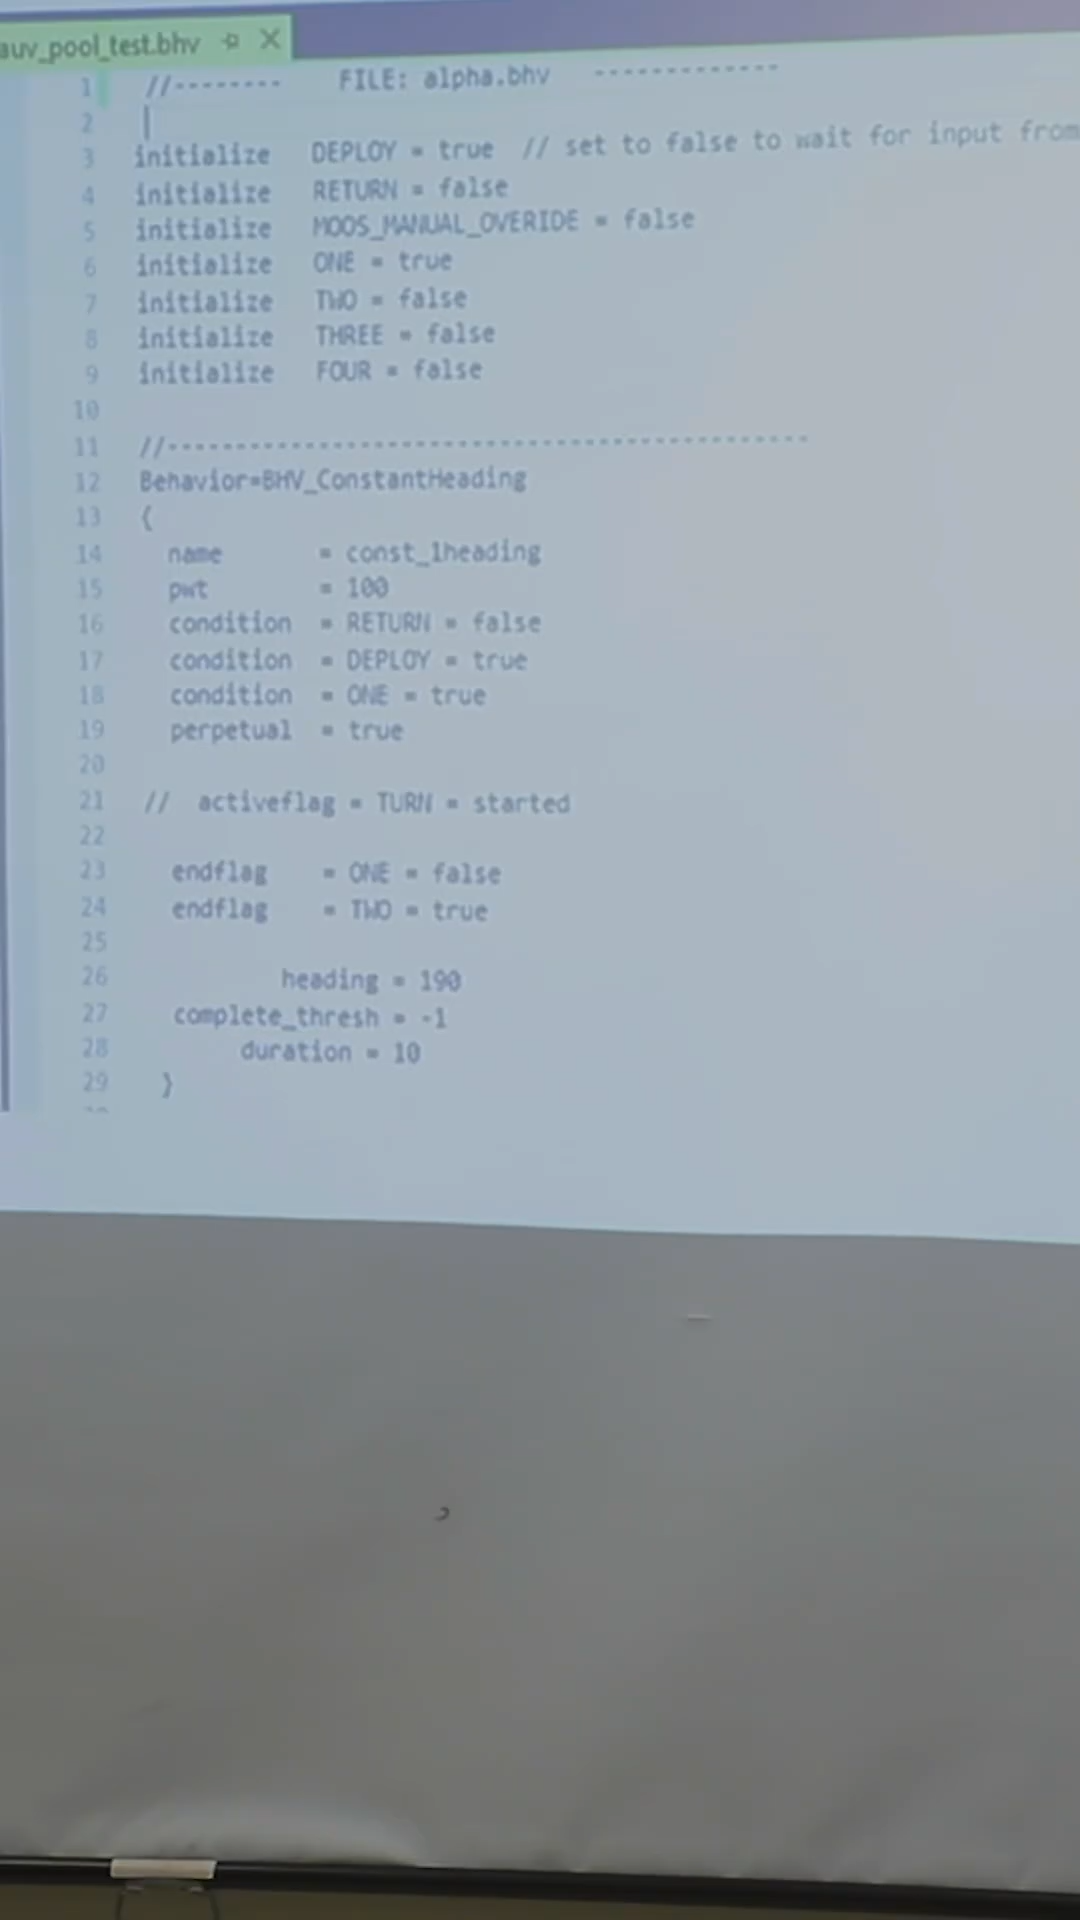 auv_pool_test.bhv
1 //-------- FILE: alpha.bhv -------------
2
3 initialize DEPLOY = true // set to false to wait for input from
4 initialize RETURN = false
5 initialize MOOS_MANUAL_OVERIDE = false
6 initialize ONE = true
7 initialize TWO = false
8 initialize THREE = false
9 initialize FOUR = false
10
11 //-----------------------------------------------
12 Behavior=BHV_ConstantHeading
13 {
14 name = const_1heading
15 pwt = 100
16 condition = RETURN = false
17 condition = DEPLOY = true
18 condition = ONE = true
19 perpetual = true
20
21 // activeflag = TURN = started
22
23 endflag = ONE = false
24 endflag = TWO = true
25
26 heading = 190
27 complete_thresh = -1
28 duration = 10
29 }